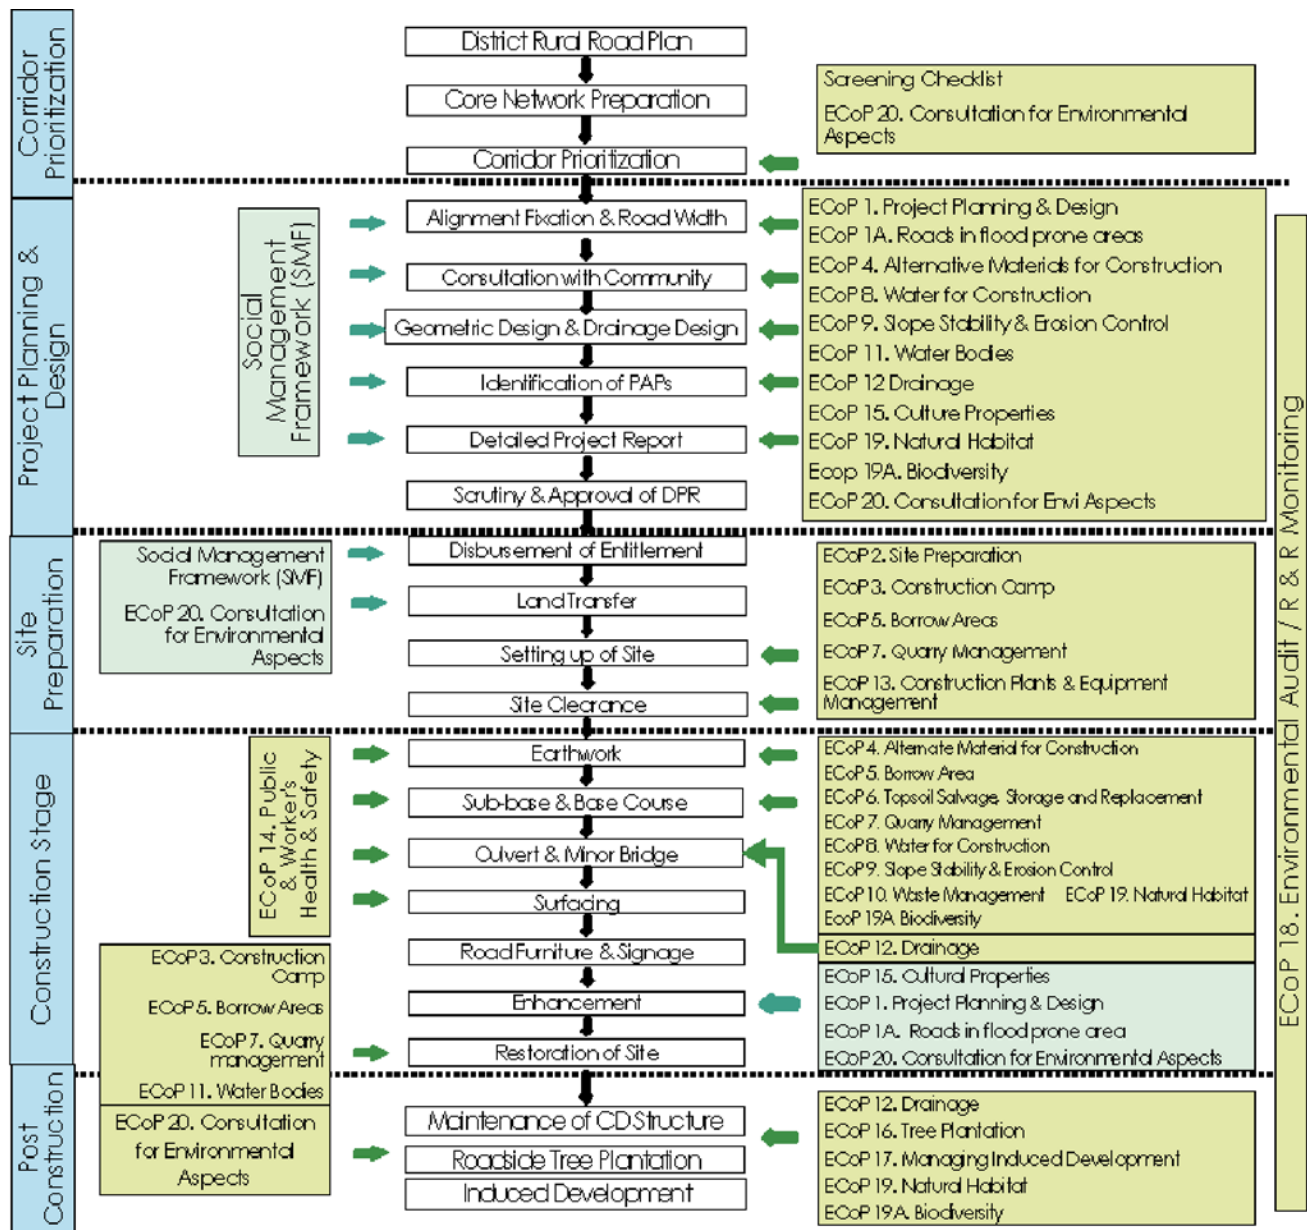 Corridor
Prioritization
District Rural Road Plan
Core Network Preparation
Corridor Prioritization
Screening Checklist
ECoP 20. Consultation for Environmental
Aspects
Project Planning &
Design
Social
Management
Framework (SMF)
Alignment Fixation & Road Width
Consultation with Community
Geometric Design & Drainage Design
Identification of PAPs
Detailed Project Report
Scrutiny & Approval of DPR
ECoP 1. Project Planning & Design
ECoP 1A. Roads in flood prone areas
ECoP 4. Alternative Materials for Construction
ECoP 8. Water for Construction
ECoP 9. Slope Stability & Erosion Control
ECoP 11. Water Bodies
ECoP 12 Drainage
ECoP 15. Culture Properties
ECoP 19. Natural Habitat
Ecop 19A. Biodiversity
ECoP 20. Consultation for Envi Aspects
ECoP 18. Environmental Audit / R & R Monitoring
Site
Preparation
Social Management
Framework (SMF)
ECoP 20. Consultation
for Environmental
Aspects
Disbursement of Entitlement
Land Transfer
Setting up of Site
Site Clearance
ECoP 2. Site Preparation
ECoP 3. Construction Camp
ECoP 5. Borrow Areas
ECoP 7. Quarry Management
ECoP 13. Construction Plants & Equipment
Management
Construction Stage
ECoP 14. Public
& Worker's
Health & Safety
Earthwork
Sub-base & Base Course
Culvert & Minor Bridge
Surfacing
Road Furniture & Signage
Enhancement
Restoration of Site
ECoP 4. Alternate Material for Construction
ECoP 5. Borrow Area
ECoP 6. Topsoil Salvage, Storage and Replacement
ECoP 7. Quarry Management
ECoP 8. Water for Construction
ECoP 9. Slope Stability & Erosion Control
ECoP 10. Waste Management ECoP 19. Natural Habitat
EcoP 19A Biodiversity
ECoP 12. Drainage
ECoP 15. Cultural Properties
ECoP 1. Project Planning & Design
ECoP 1A. Roads in flood prone area
ECoP 20. Consultation for Environmental Aspects
ECoP 3. Construction
Camp
ECoP 5. Borrow Areas
ECoP 7. Quarry
management
ECoP 11. Water Bodies
ECoP 20. Consultation
for Environmental
Aspects
Post
Construction
Maintenance of CD Structure
Roadside Tree Plantation
Induced Development
ECoP 12. Drainage
ECoP 16. Tree Plantation
ECoP 17. Managing Induced Development
ECoP 19. Natural Habitat
ECoP 19A. Biodiversity